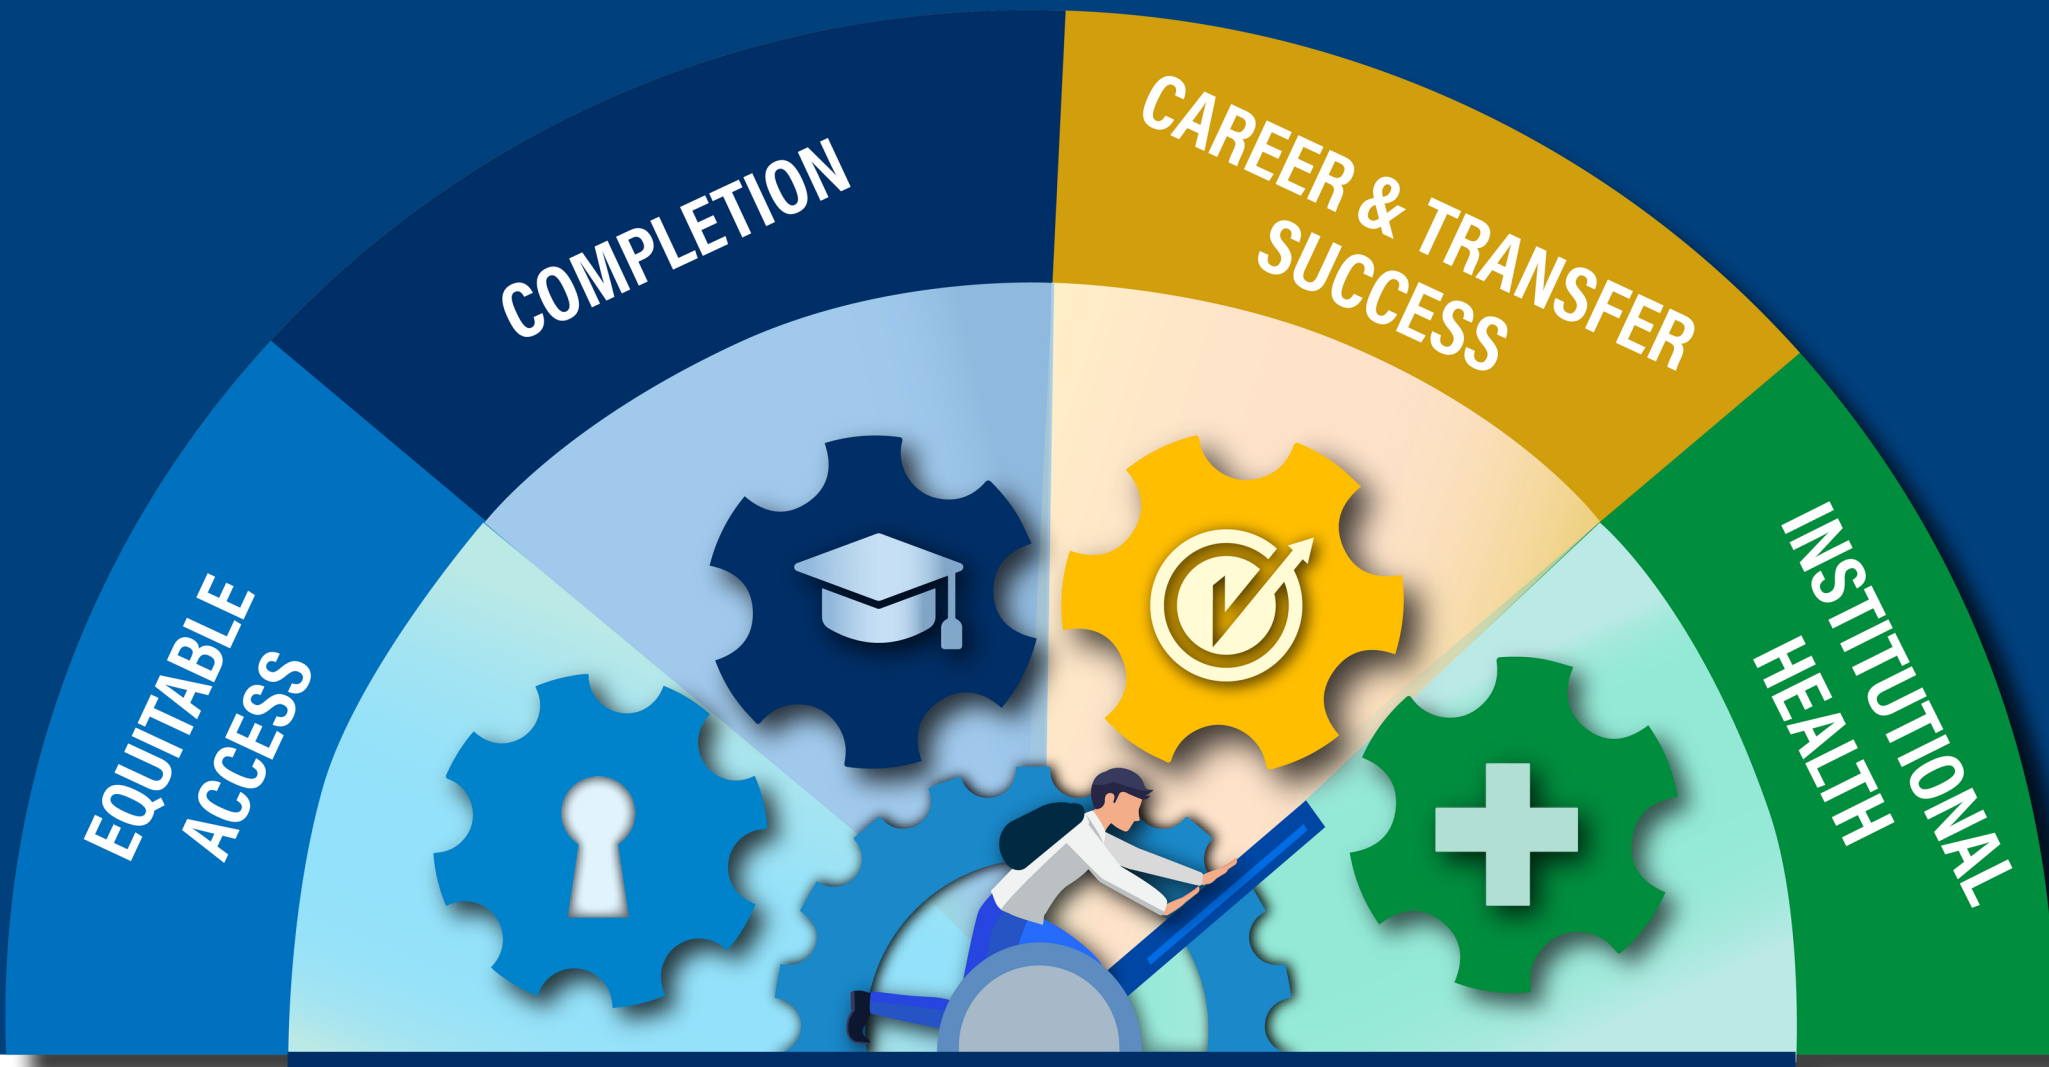 EQUITABLE
ACCESS
COMPLETION
CAREER & TRANSFER
SUCCESS
INSTITUTIONAL
HEALTH